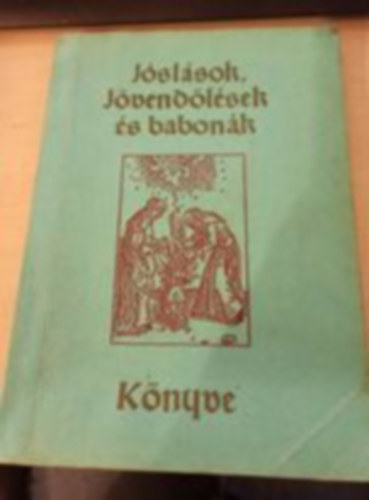 Jóslások,
Jövendölések
és babonák
Könyve